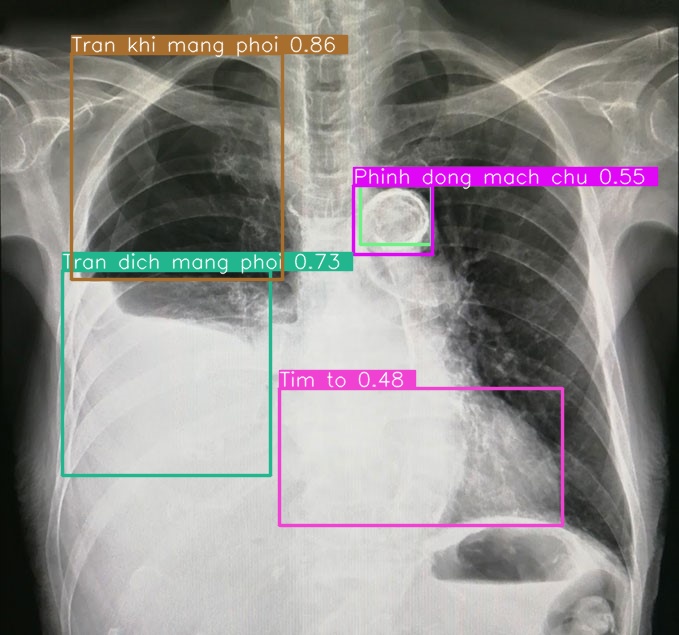 Tran khi mang phoi 0.86
Phinh dong mach chu 0.55
Tran dich mang phoi 0.73
Tim to 0.48